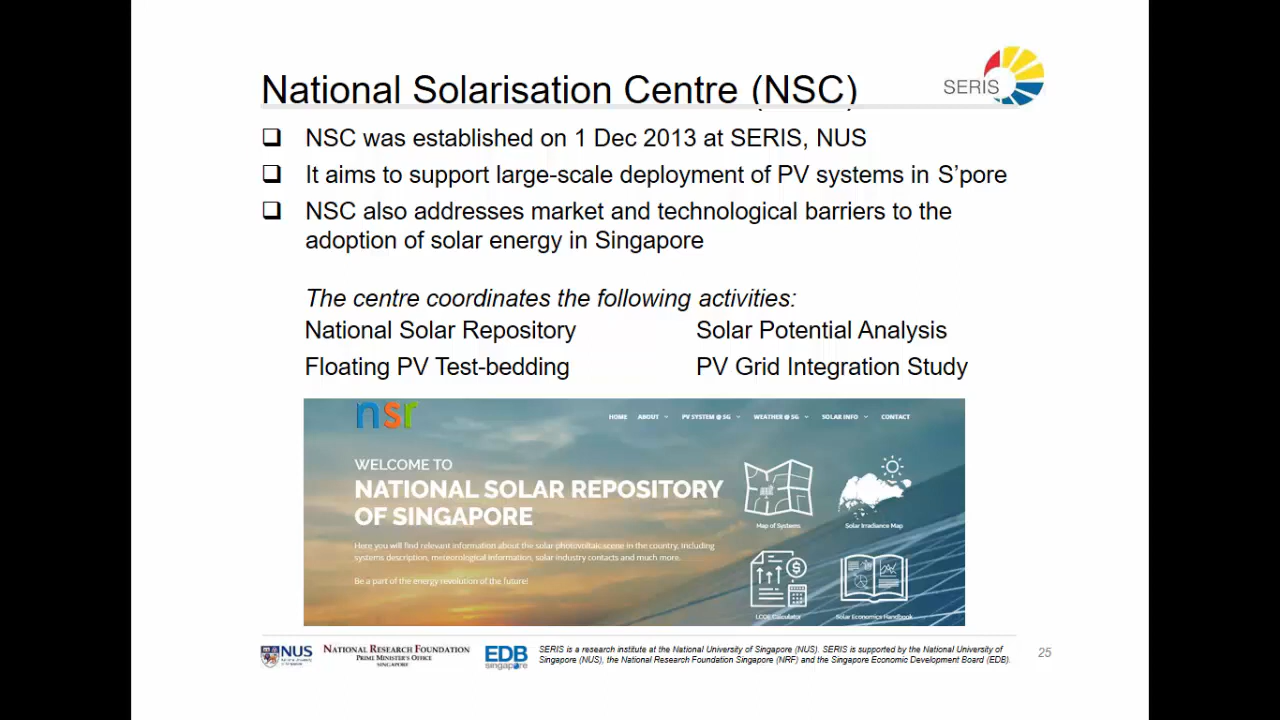 National Solarisation Centre (NSC)
SERIS
❑ NSC was established on 1 Dec 2013 at SERIS, NUS
❑ It aims to support large-scale deployment of PV systems in S’pore
❑ NSC also addresses market and technological barriers to the
adoption of solar energy in Singapore
The centre coordinates the following activities:
National Solar Repository Solar Potential Analysis
Floating PV Test-bedding PV Grid Integration Study
nsr
HOME ABOUT PV SYSTEM @ SG WEATHER @ SG SOLAR INFO CONTACT
WELCOME TO
NATIONAL SOLAR REPOSITORY
OF SINGAPORE
Here you will find relevant information about the solar photovoltaic scene in the country, including
systems description, meteorological information, solar industry contacts and much more.
Be a part of the energy revolution of the future!
Map of Systems Solar Irradiance Map
LCOE Calculator Solar Economics Handbook
NUS
NATIONAL RESEARCH FOUNDATION
PRIME MINISTER'S OFFICE
SINGAPORE
EDB
singapore
SERIS is a research institute at the National University of Singapore (NUS). SERIS is supported by the National University of
Singapore (NUS), the National Research Foundation Singapore (NRF) and the Singapore Economic Development Board (EDB).
25